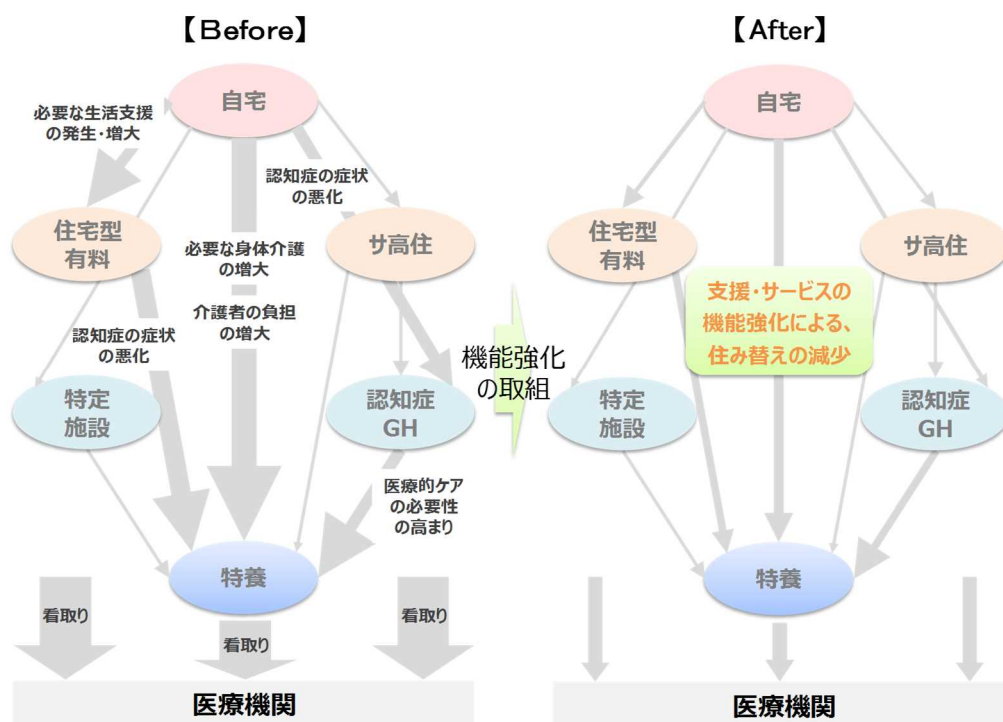 【Before】
自宅
必要な生活支援
の発生・増大
認知症の症状
の悪化
住宅型
有料
サ高住
必要な身体介護
の増大
介護者の負担
の増大
認知症の症状
の悪化
特定
施設
認知症
GH
医療的ケア
の必要性
の高まり
特養
看取り
看取り
看取り
医療機関
機能強化
の取組
【After】
自宅
住宅型
有料
サ高住
支援・サービスの
機能強化による、
住み替えの減少
特定
施設
認知症
GH
特養
医療機関